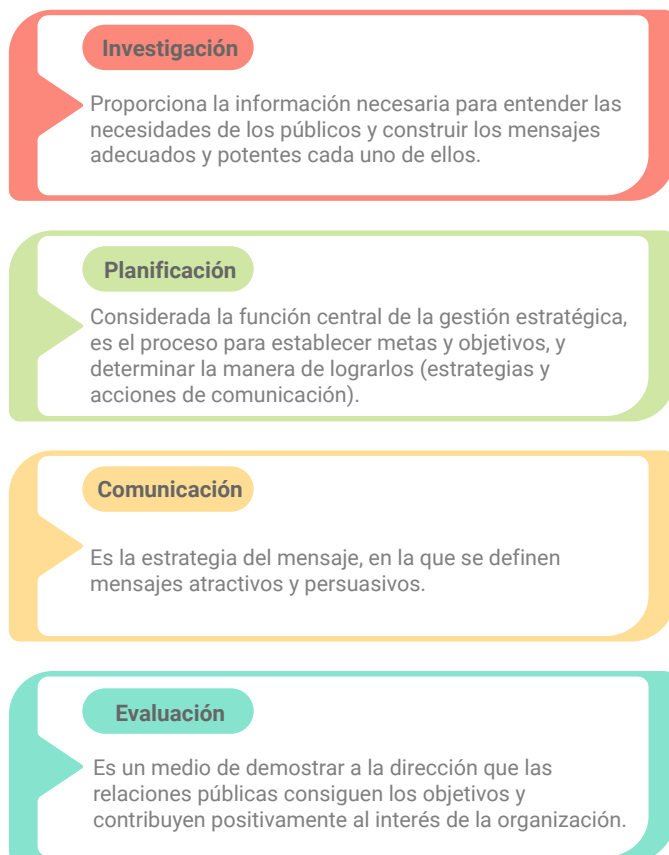 Investigación
Proporciona la información necesaria para entender las
necesidades de los públicos y construir los mensajes
adecuados y potentes cada uno de ellos.
Planificación
Considerada la función central de la gestión estratégica,
es el proceso para establecer metas y objetivos, y
determinar la manera de lograrlos (estrategias y
acciones de comunicación).
Comunicación
Es la estrategia del mensaje, en la que se definen
mensajes atractivos y persuasivos.
Evaluación
Es un medio de demostrar a la dirección que las
relaciones públicas consiguen los objetivos y
contribuyen positivamente al interés de la organización.